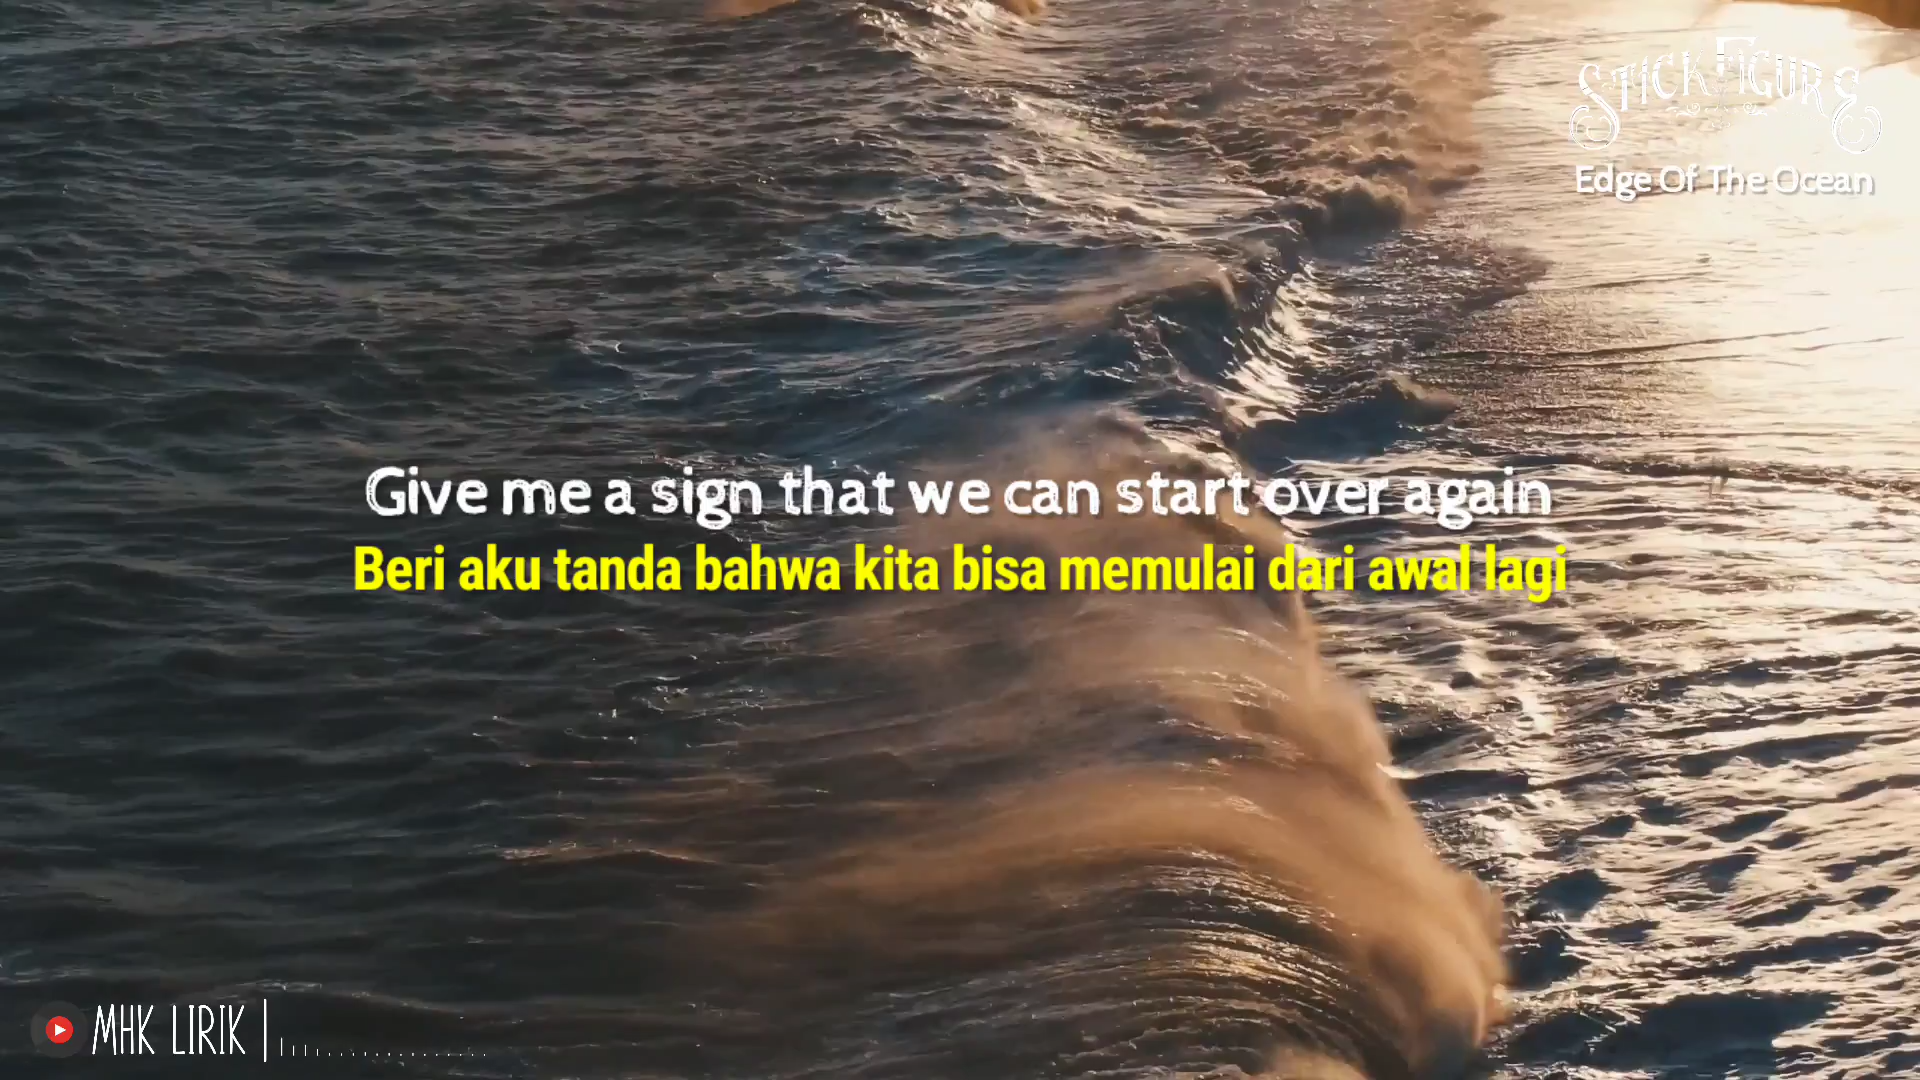 STICK FIGURE
Edge Of The Ocean
Give me a sign that we can start over again
Beri aku tanda bahwa kita bisa memulai dari awal lagi
MHK LIRIK